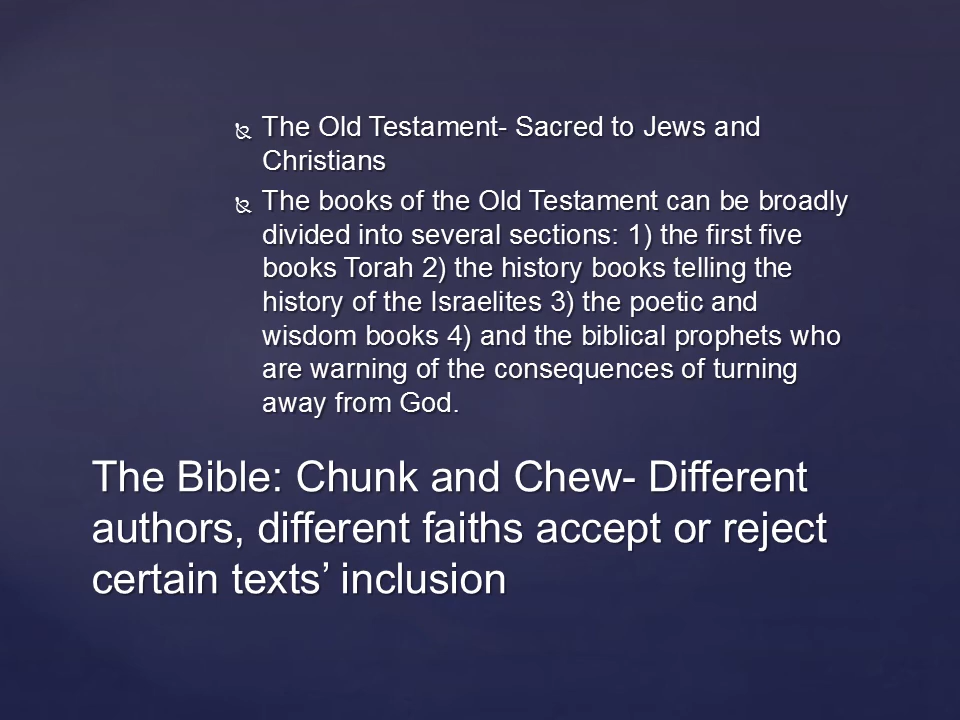 The Old Testament- Sacred to Jews and
Christians
The books of the Old Testament can be broadly
divided into several sections: 1) the first five
books Torah 2) the history books telling the
history of the Israelites 3) the poetic and
wisdom books 4) and the biblical prophets who
are warning of the consequences of turning
away from God.
The Bible: Chunk and Chew- Different
authors, different faiths accept or reject
certain texts’ inclusion